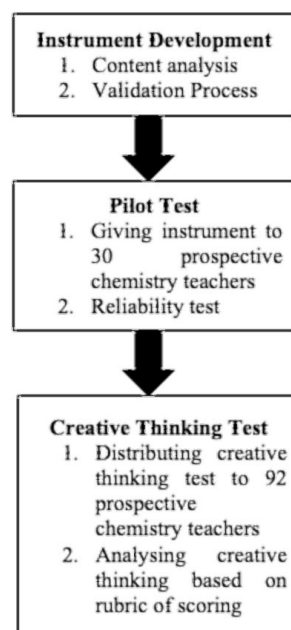 Instrument Development
1. Content analysis
2. Validation Process
Pilot Test
1. Giving instrument to
30 prospective
chemistry teachers
2. Reliability test
Creative Thinking Test
1. Distributing creative
thinking test to 92
prospective
chemistry teachers
2. Analysing creative
thinking based on
rubric of scoring